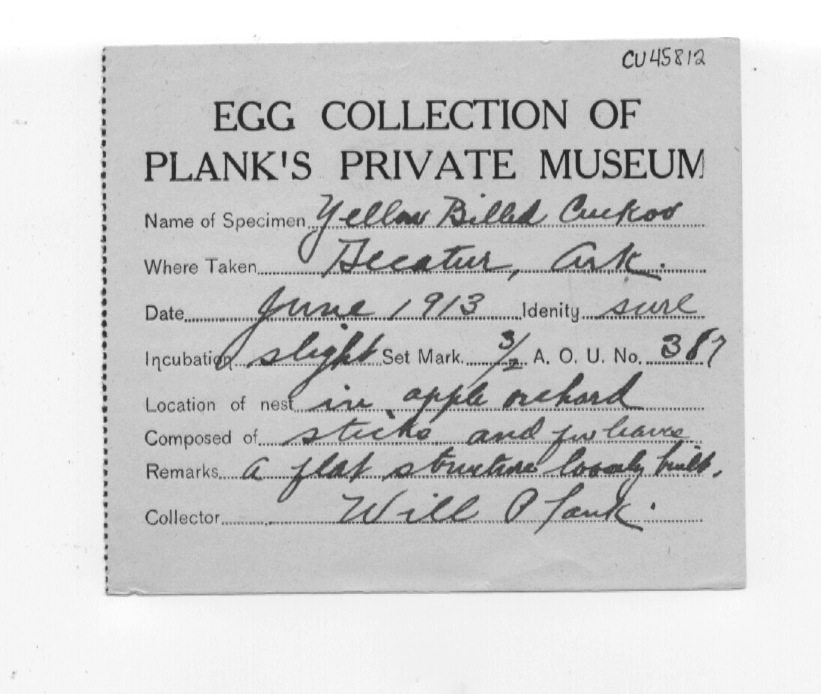 CU45812
EGG COLLECTION OF
PLANK'S PRIVATE MUSEUM
Name of Specimen Yellow Billed Cuckoo
Where Taken Decatur, Ark.
Date June 1913 Idenity sure
Incubation slight Set Mark. 3/2 A. O. U. No. 387
Location of nest in apple orchard
Composed of sticks and few leaves
Remarks A flat structure loosely built.
Collector Will Plank.